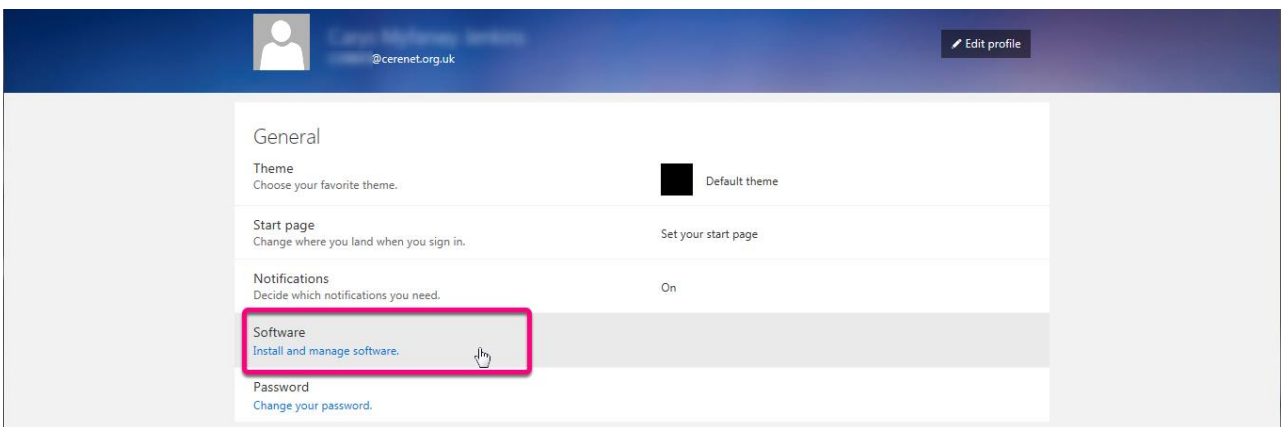 @cerenet.org.uk
Edit profile
General
Theme
Choose your favorite theme.
Default theme
Start page
Change where you land when you sign in.
Set your start page
Notifications
Decide which notifications you need.
On
Software
Install and manage software.
Password
Change your password.